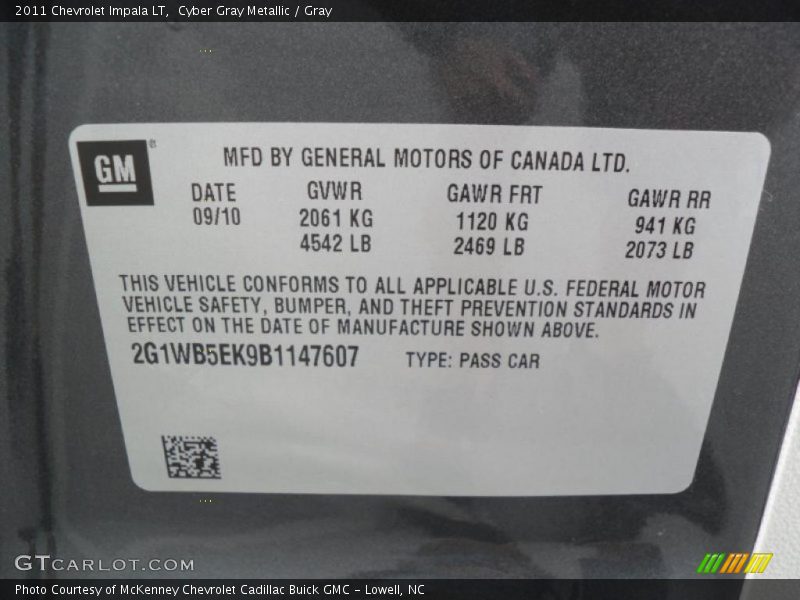 2011 Chevrolet Impala LT,  Cyber Gray Metallic / Gray
GM ®
MFD BY GENERAL MOTORS OF CANADA LTD.
DATE GVWR GAWR FRT GAWR RR
09/10 2061 KG 1120 KG 941 KG
4542 LB 2469 LB 2073 LB
THIS VEHICLE CONFORMS TO ALL APPLICABLE U.S. FEDERAL MOTOR
VEHICLE SAFETY, BUMPER, AND THEFT PREVENTION STANDARDS IN
EFFECT ON THE DATE OF MANUFACTURE SHOWN ABOVE.
2G1WB5EK9B1147607 TYPE: PASS CAR
GTCARLOT.COM
Photo Courtesy of McKenney Chevrolet Cadillac Buick GMC - Lowell, NC